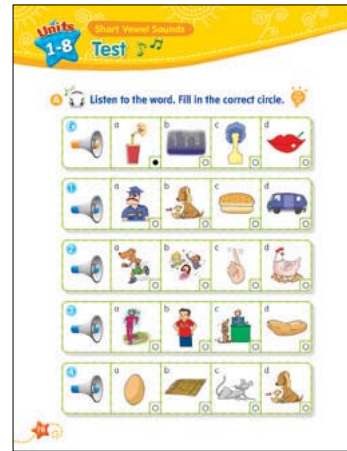 Units
1-8
Short Vowel Sounds
Test
A Listen to the word. Fill in the correct circle.
a b c d
1 a b c d
2 a b c d
3 a b c d
4 a b c d